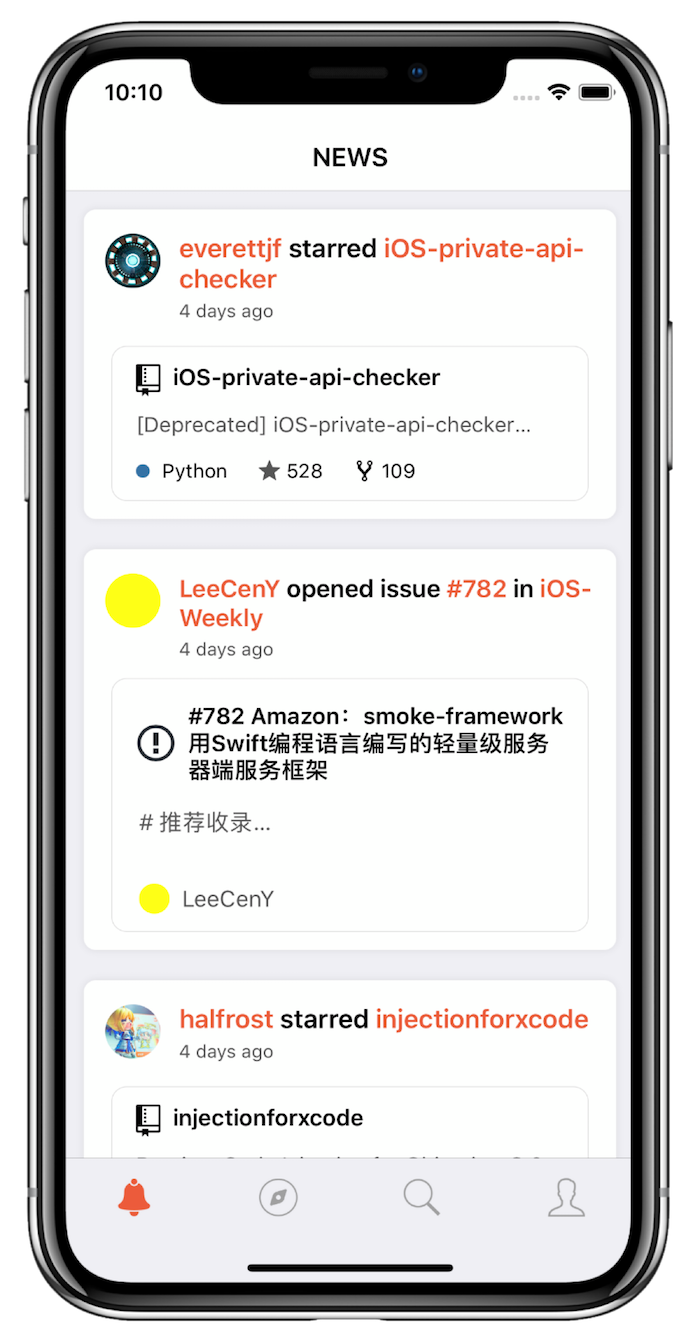 10:10
NEWS
everettjf starred iOS-private-api-
checker
4 days ago
iOS-private-api-checker
[Deprecated] iOS-private-api-checker...
Python 528 109
LeeCenY opened issue #782 in iOS-
Weekly
4 days ago
#782 Amazon：smoke-framework
用Swift编程语言编写的轻量级服务
器端服务框架
# 推荐收录...
LeeCenY
halfrost starred injectionforxcode
4 days ago
injectionforxcode